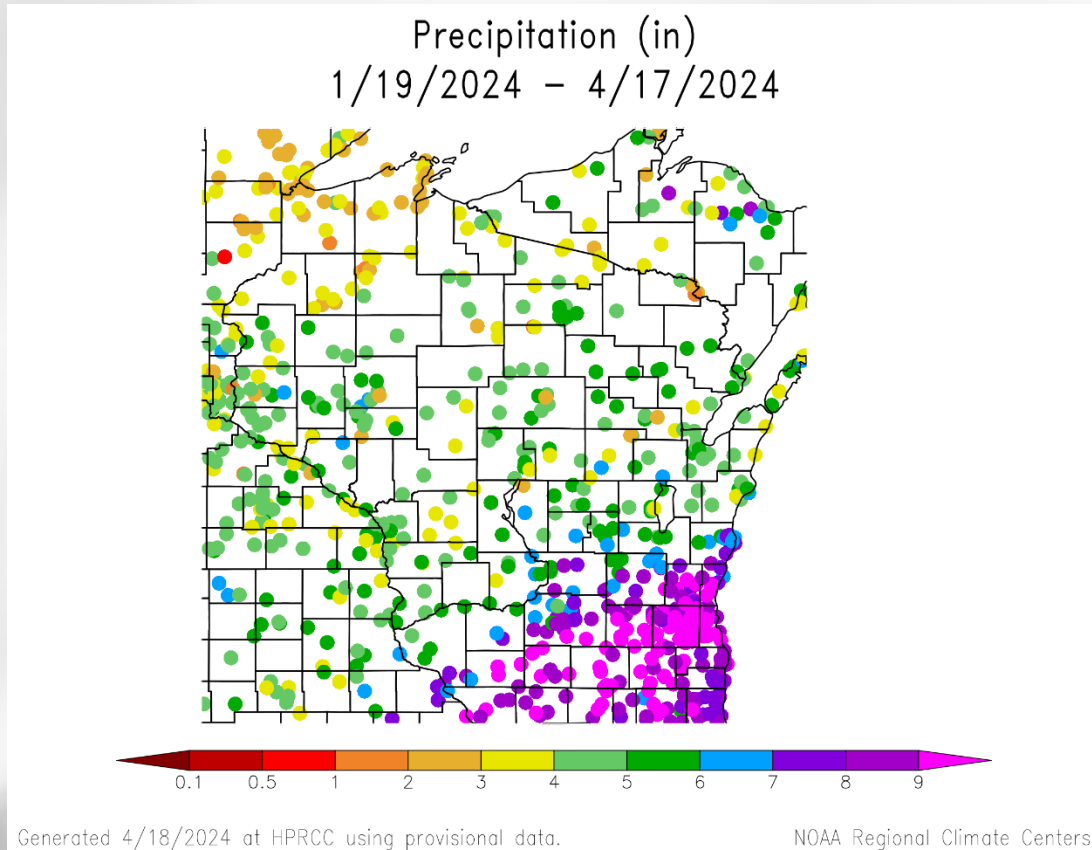 Precipitation (in)
1/19/2024 – 4/17/2024
0.1 0.5 1 2 3 4 5 6 7 8 9
Generated 4/18/2024 at HPRCC using provisional data.
NOAA Regional Climate Centers